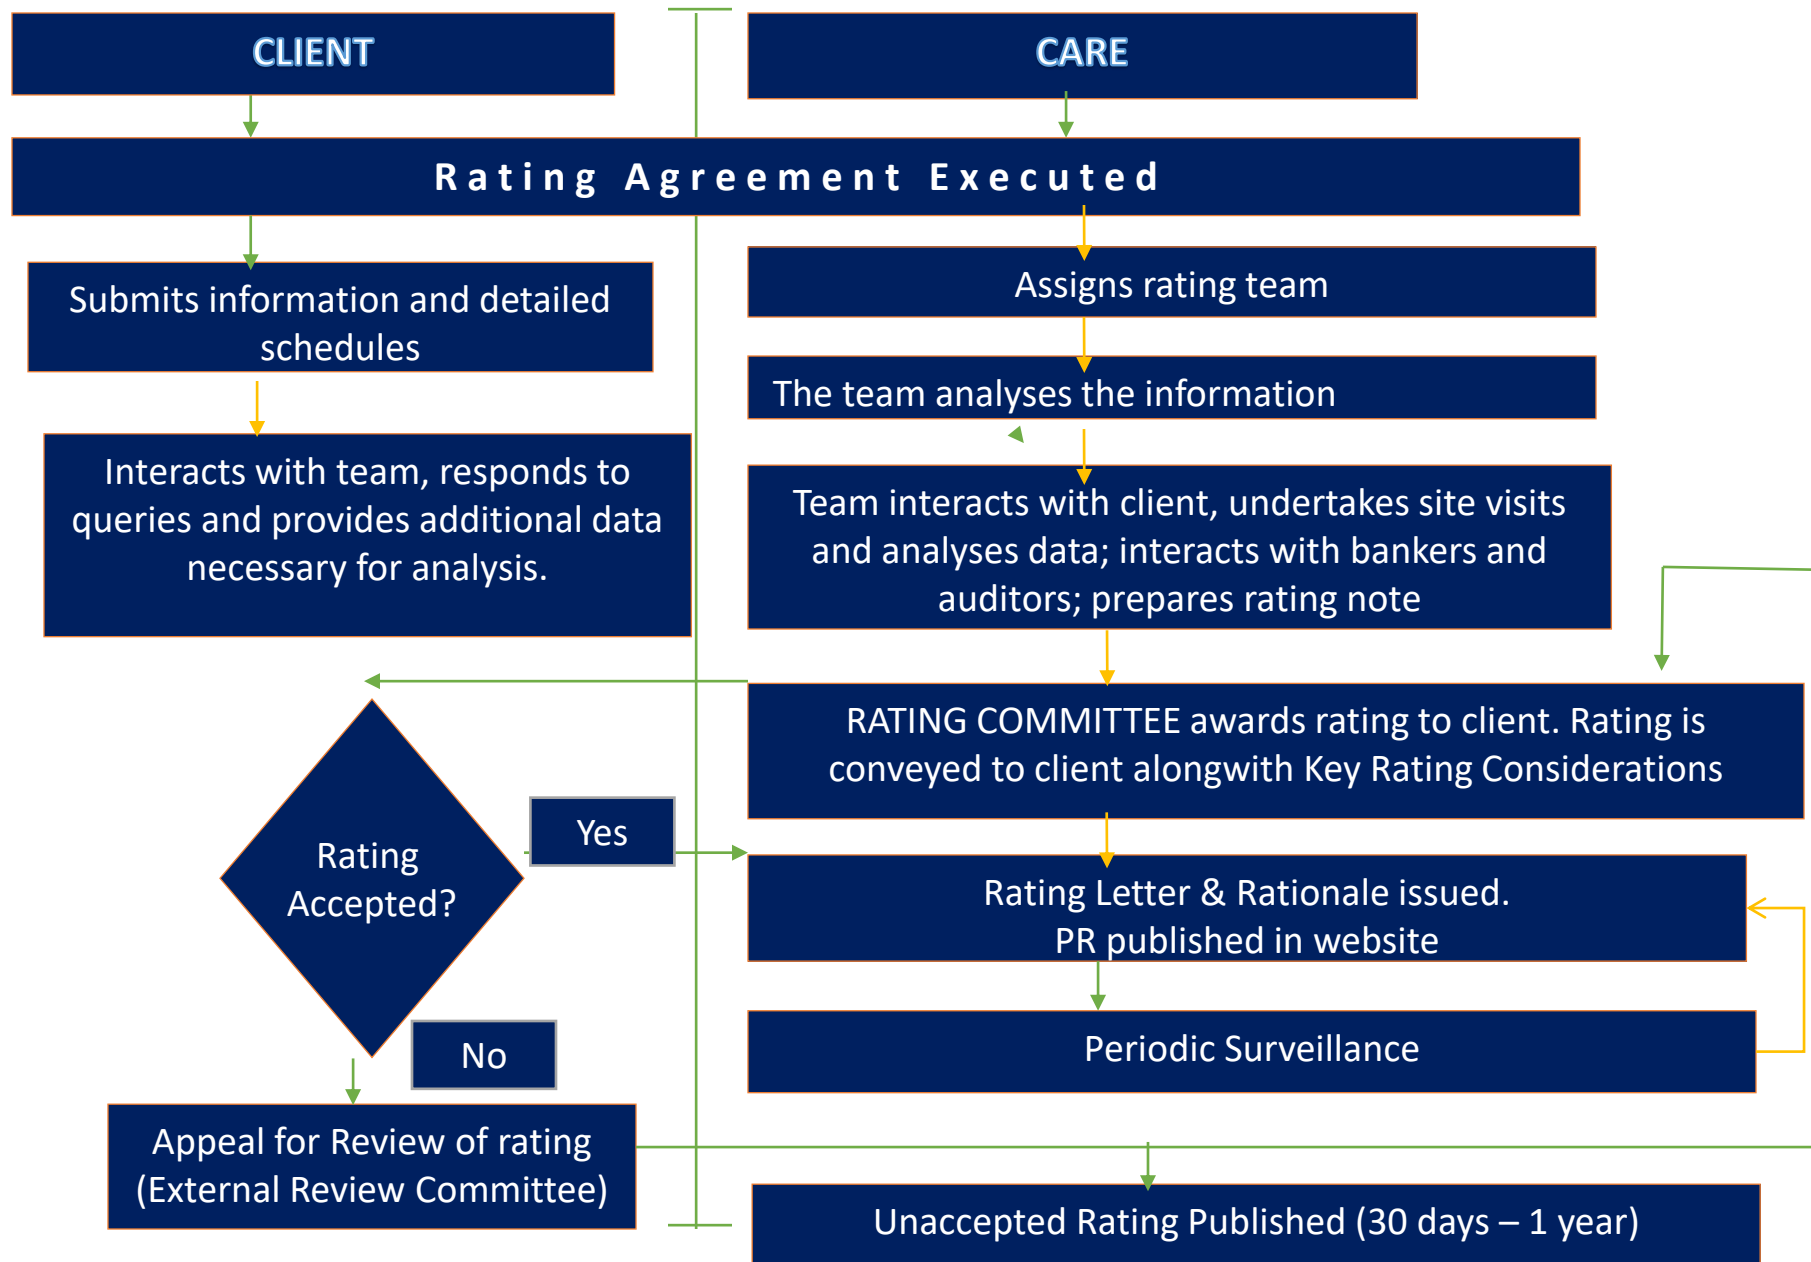 CLIENT
CARE
Rating Agreement Executed
Submits information and detailed
schedules
Assigns rating team
The team analyses the information
Interacts with team, responds to
queries and provides additional data
necessary for analysis.
Team interacts with client, undertakes site visits
and analyses data; interacts with bankers and
auditors; prepares rating note
RATING COMMITTEE awards rating to client. Rating is
conveyed to client alongwith Key Rating Considerations
Rating
Accepted?
Yes
Rating Letter & Rationale issued.
PR published in website
No
Periodic Surveillance
Appeal for Review of rating
(External Review Committee)
Unaccepted Rating Published (30 days – 1 year)